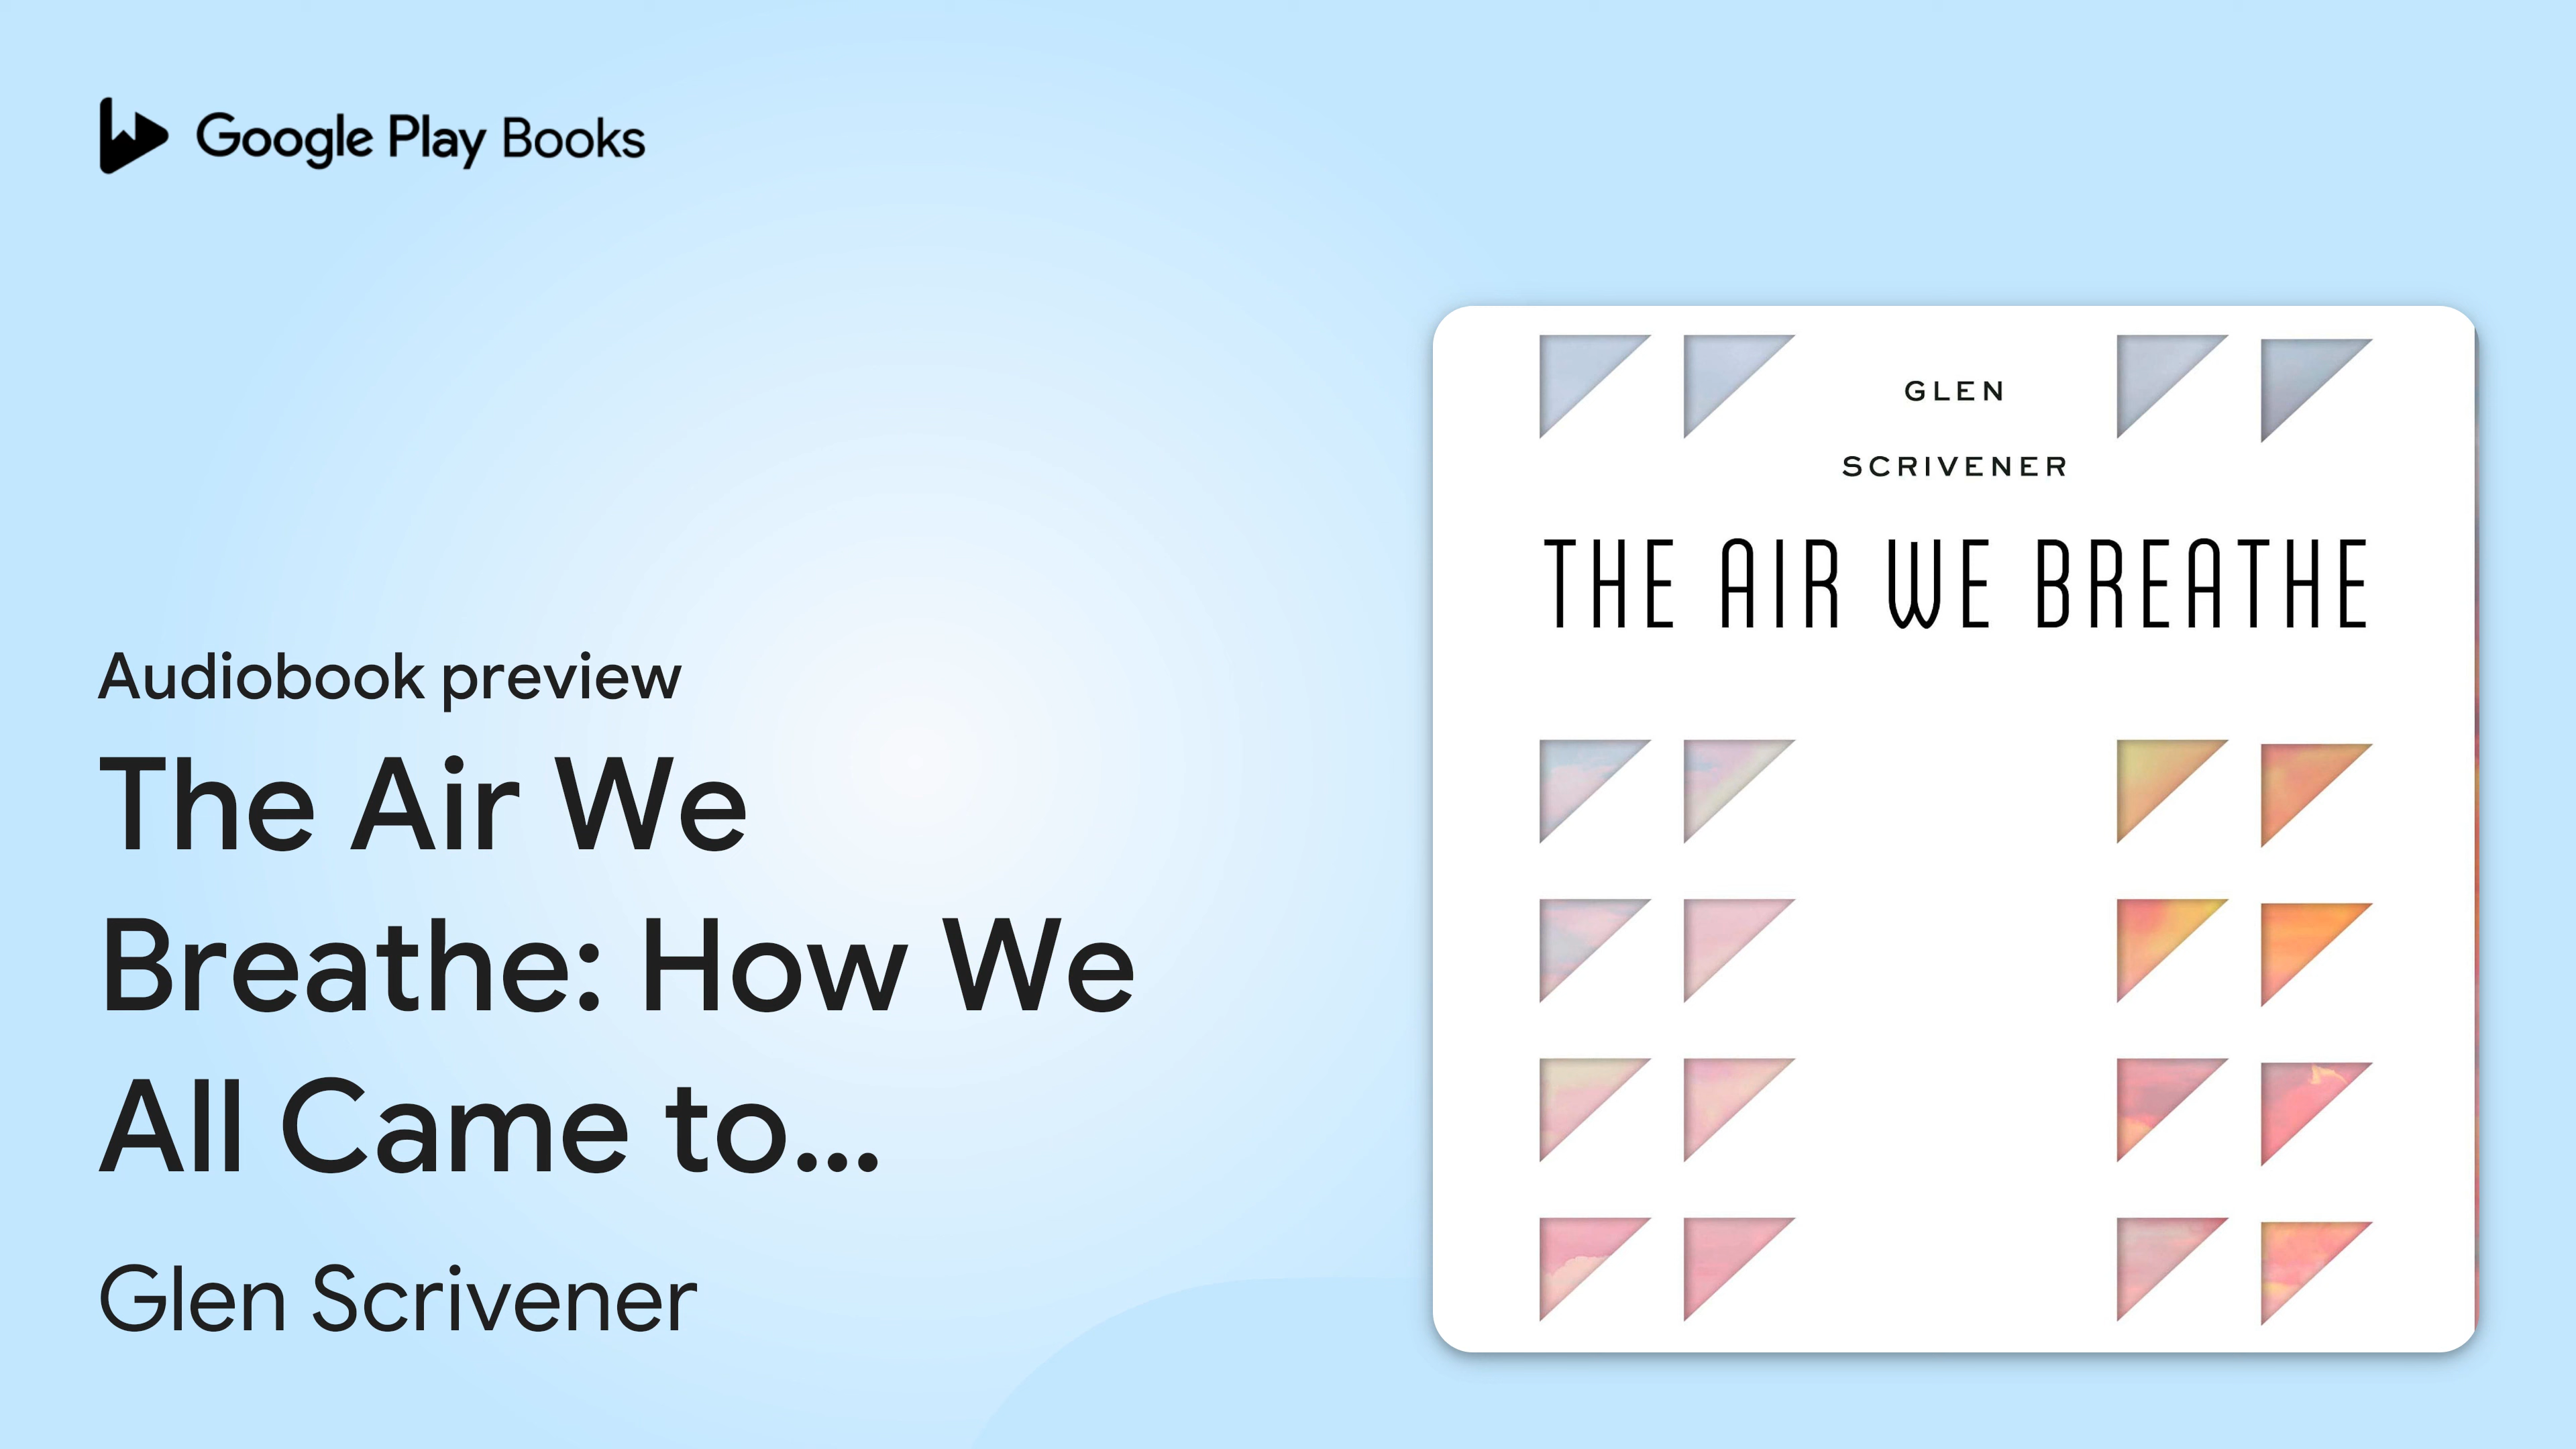 Google Play Books
Audiobook preview
The Air We
Breathe: How We
All Came to...
Glen Scrivener
GLEN
SCRIVENER
THE AIR WE BREATHE